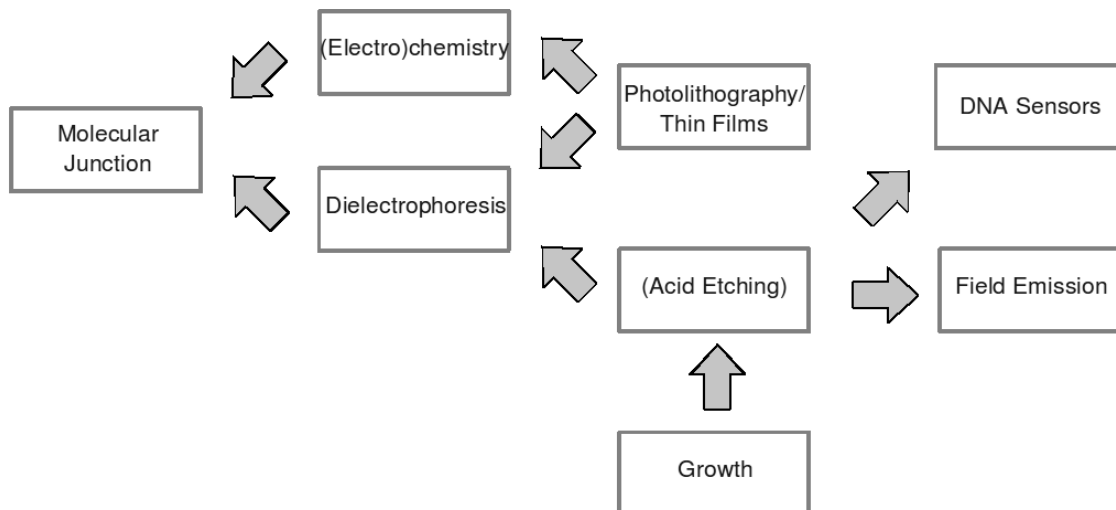 (Electro)chemistry
Photolithography/
Thin Films
DNA Sensors
Molecular
Junction
Dielectrophoresis
(Acid Etching)
Field Emission
Growth